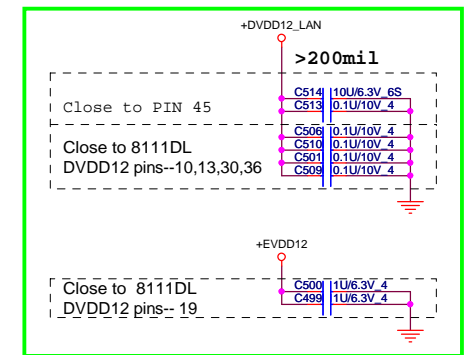 +DVDD12_LAN
>200mil
C514 10U/6.3V_6S
Close to PIN 45 C513 0.1U/10V_4
C506 0.1U/10V_4
Close to 8111DL C510 0.1U/10V_4
C501 0.1U/10V_4
DVDD12 pins--10,13,30,36 C509 0.1U/10V_4
+EVDD12
Close to 8111DL C500 1U/6.3V_4
DVDD12 pins-- 19 C499 1U/6.3V_4